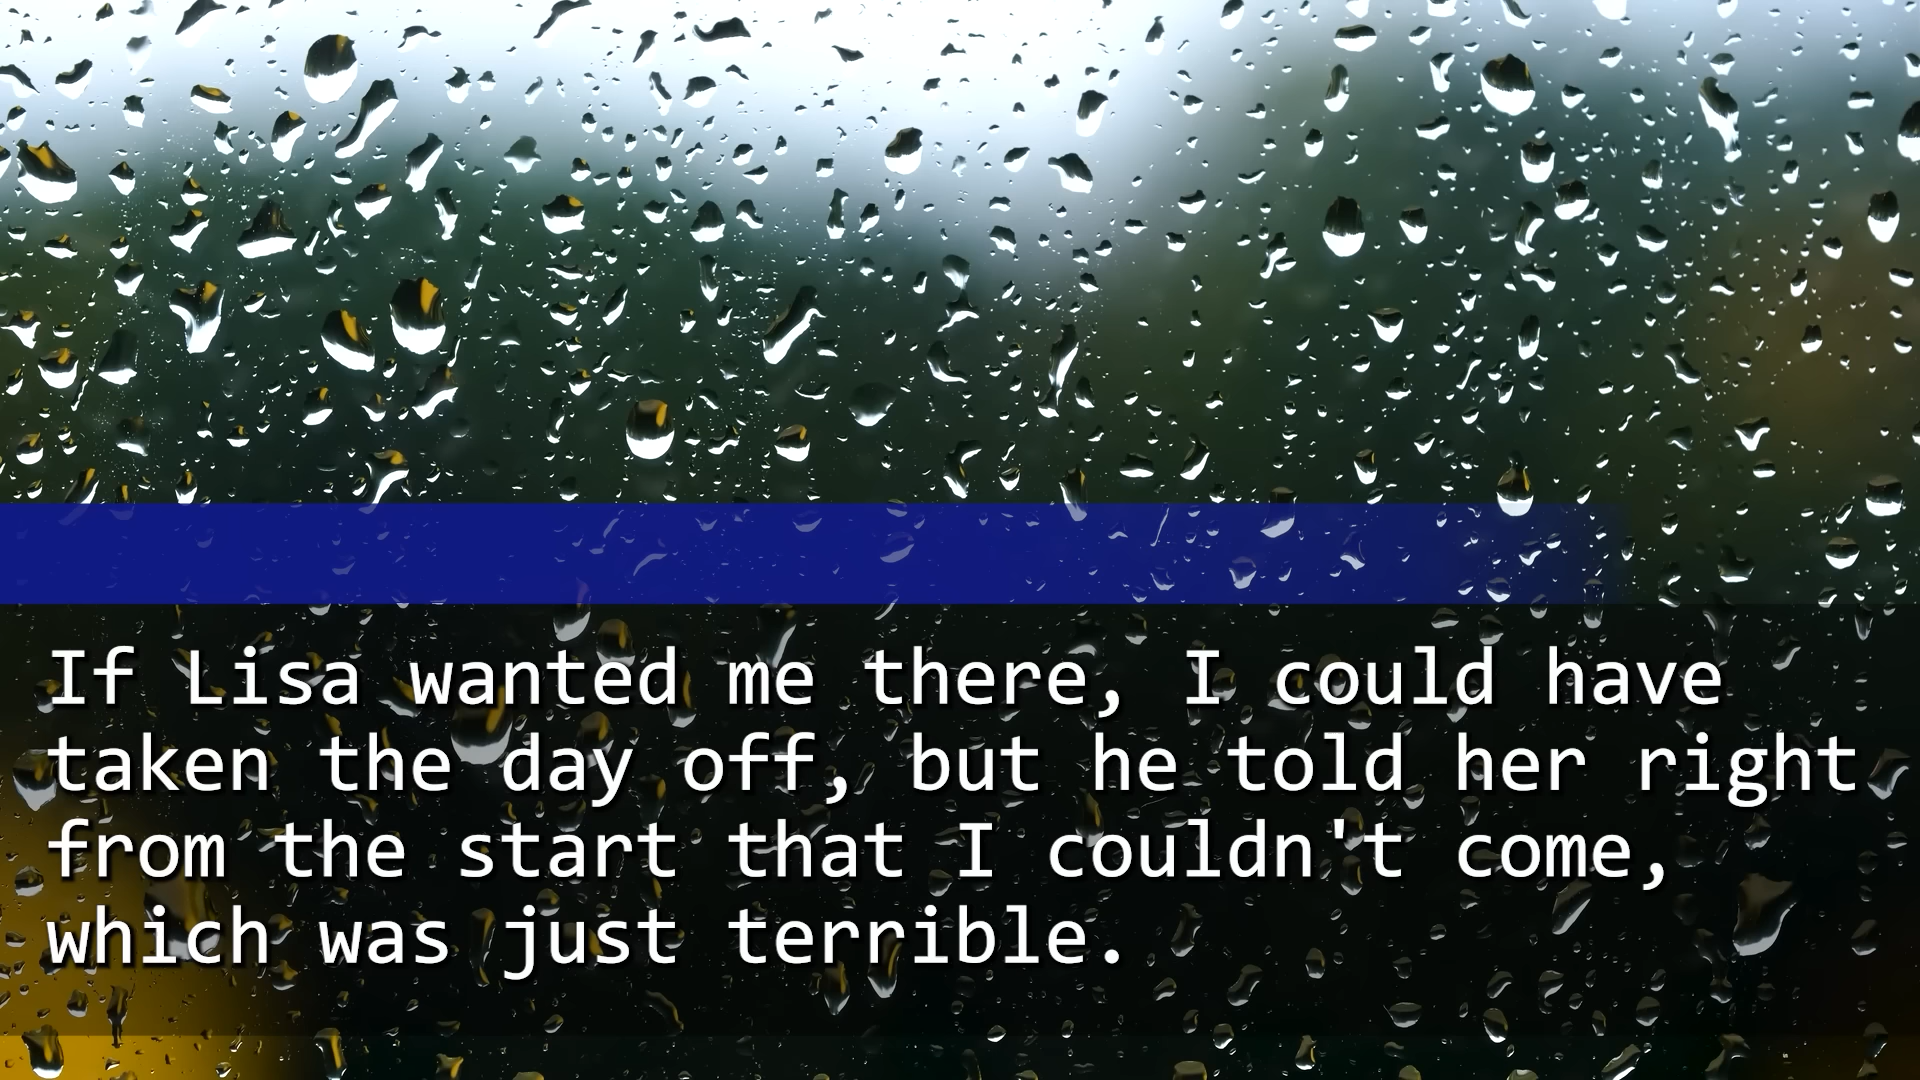 If Lisa wanted me there, I could have
taken the day off, but he told her right
from the start that I couldn't come,
which was just terrible.